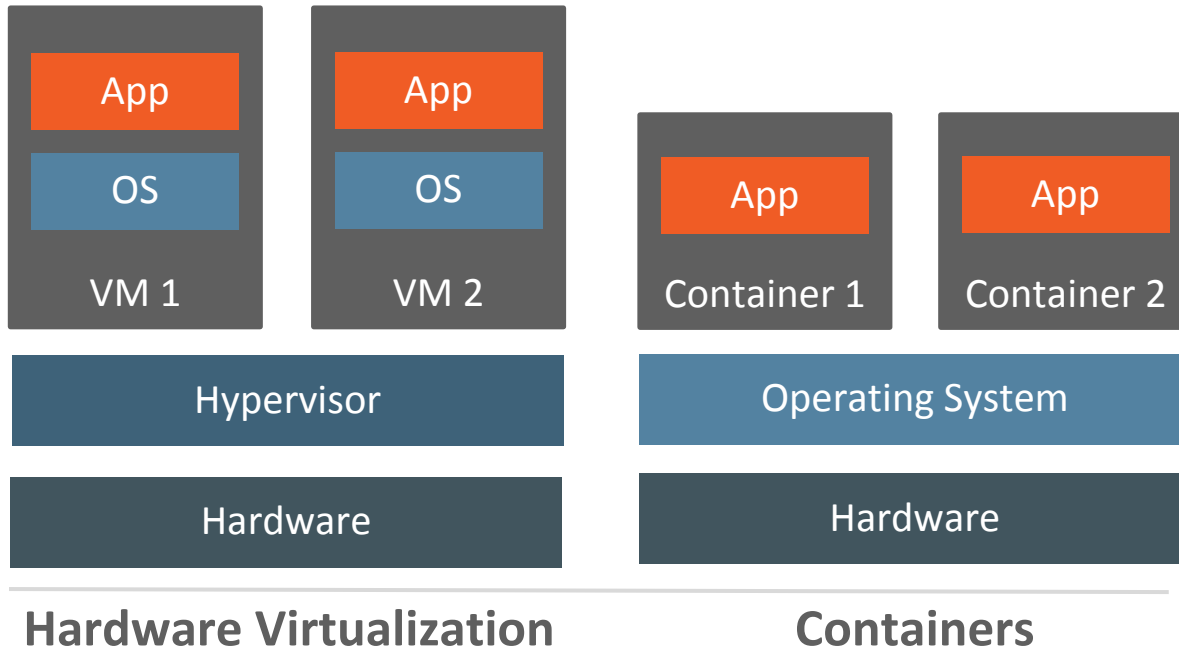 App
OS
VM 1
App
OS
VM 2
Hypervisor
Hardware
Hardware Virtualization
App
Container 1
App
Container 2
Operating System
Hardware
Containers